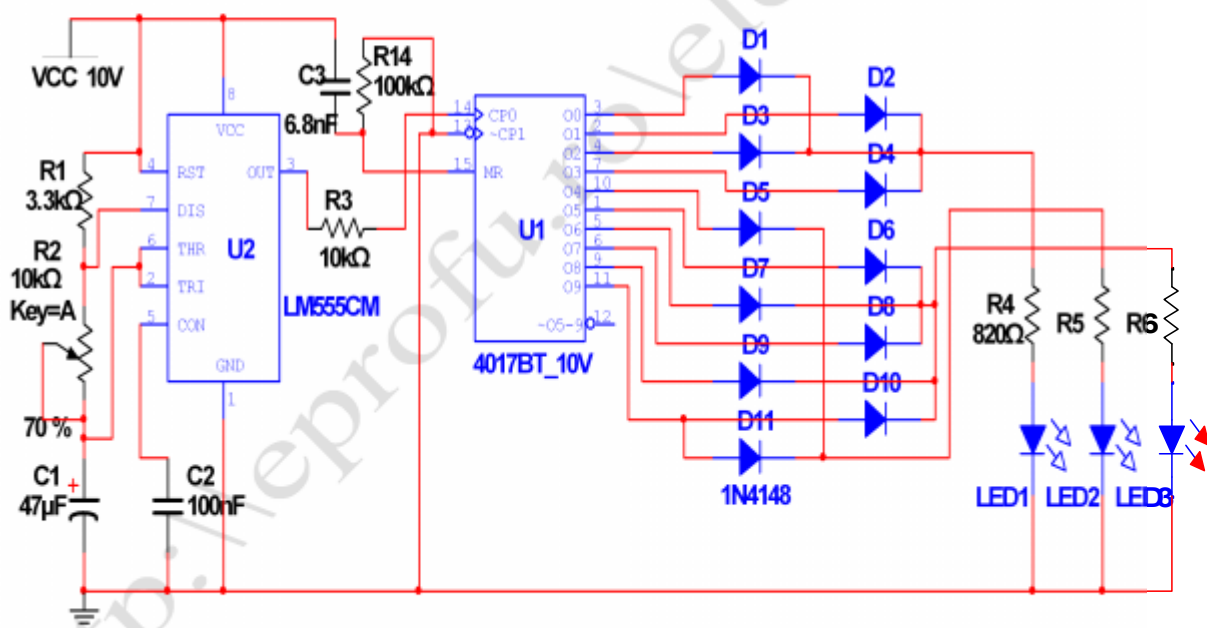 VCC 10V
R1
3.3kΩ
R2
10kΩ
Key=A
70 %
C1
+
47µF
C2
100nF
8
VCC
4 RST
7 DIS
6 THR
2 TRI
5 CON
OUT 3
GND
1
U2
LM555CM
C3
6.8nF
R14
100kΩ
R3
10kΩ
14 CP0
13 ~CP1
15 MR
U1
O0 3
O1 2
O2 4
O3 7
O4 10
O5 1
O6 5
O7 6
O8 9
O9 11
~O5-9 12
4017BT_10V
D1
D2
D3
D4
D5
D6
D7
D8
D9
D10
D11
1N4148
R4
820Ω
R5
R6
LED1
LED2
LED3
p:\\eprofu.ro\ele